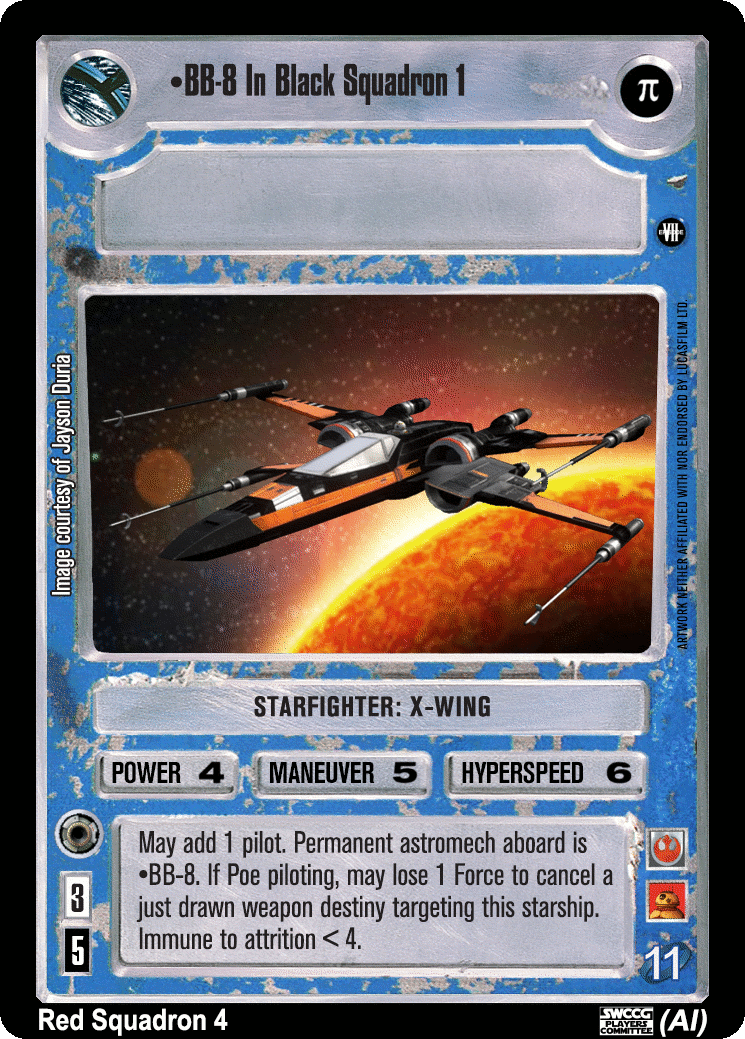 •BB-8 In Black Squadron 1
π
EPISODE
VII
Image courtesy of Jayson Duria
ARTWORK NEITHER AFFILIATED WITH NOR ENDORSED BY LUCASFILM LTD.
STARFIGHTER: X-WING
POWER 4
MANEUVER 5
HYPERSPEED 6
May add 1 pilot. Permanent astromech aboard is
•BB-8. If Poe piloting, may lose 1 Force to cancel a
just drawn weapon destiny targeting this starship.
Immune to attrition < 4.
3
5
11
Red Squadron 4
SWCCG
PLAYERS
COMMITTEE
(AI)